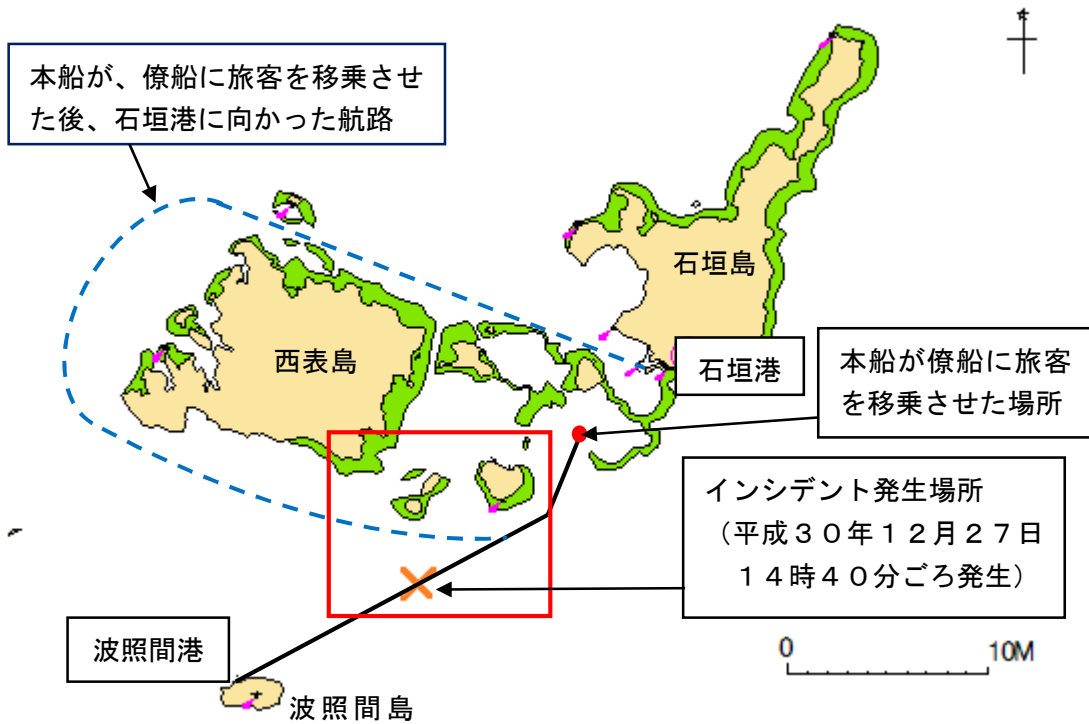 本船が、僚船に旅客を移乗させ
た後、石垣港に向かった航路
石垣島
西表島
石垣港
本船が僚船に旅客
を移乗させた場所
インシデント発生場所
（平成３０年１２月２７日
１４時４０分ごろ発生）
波照間港
波照間島
0 10M